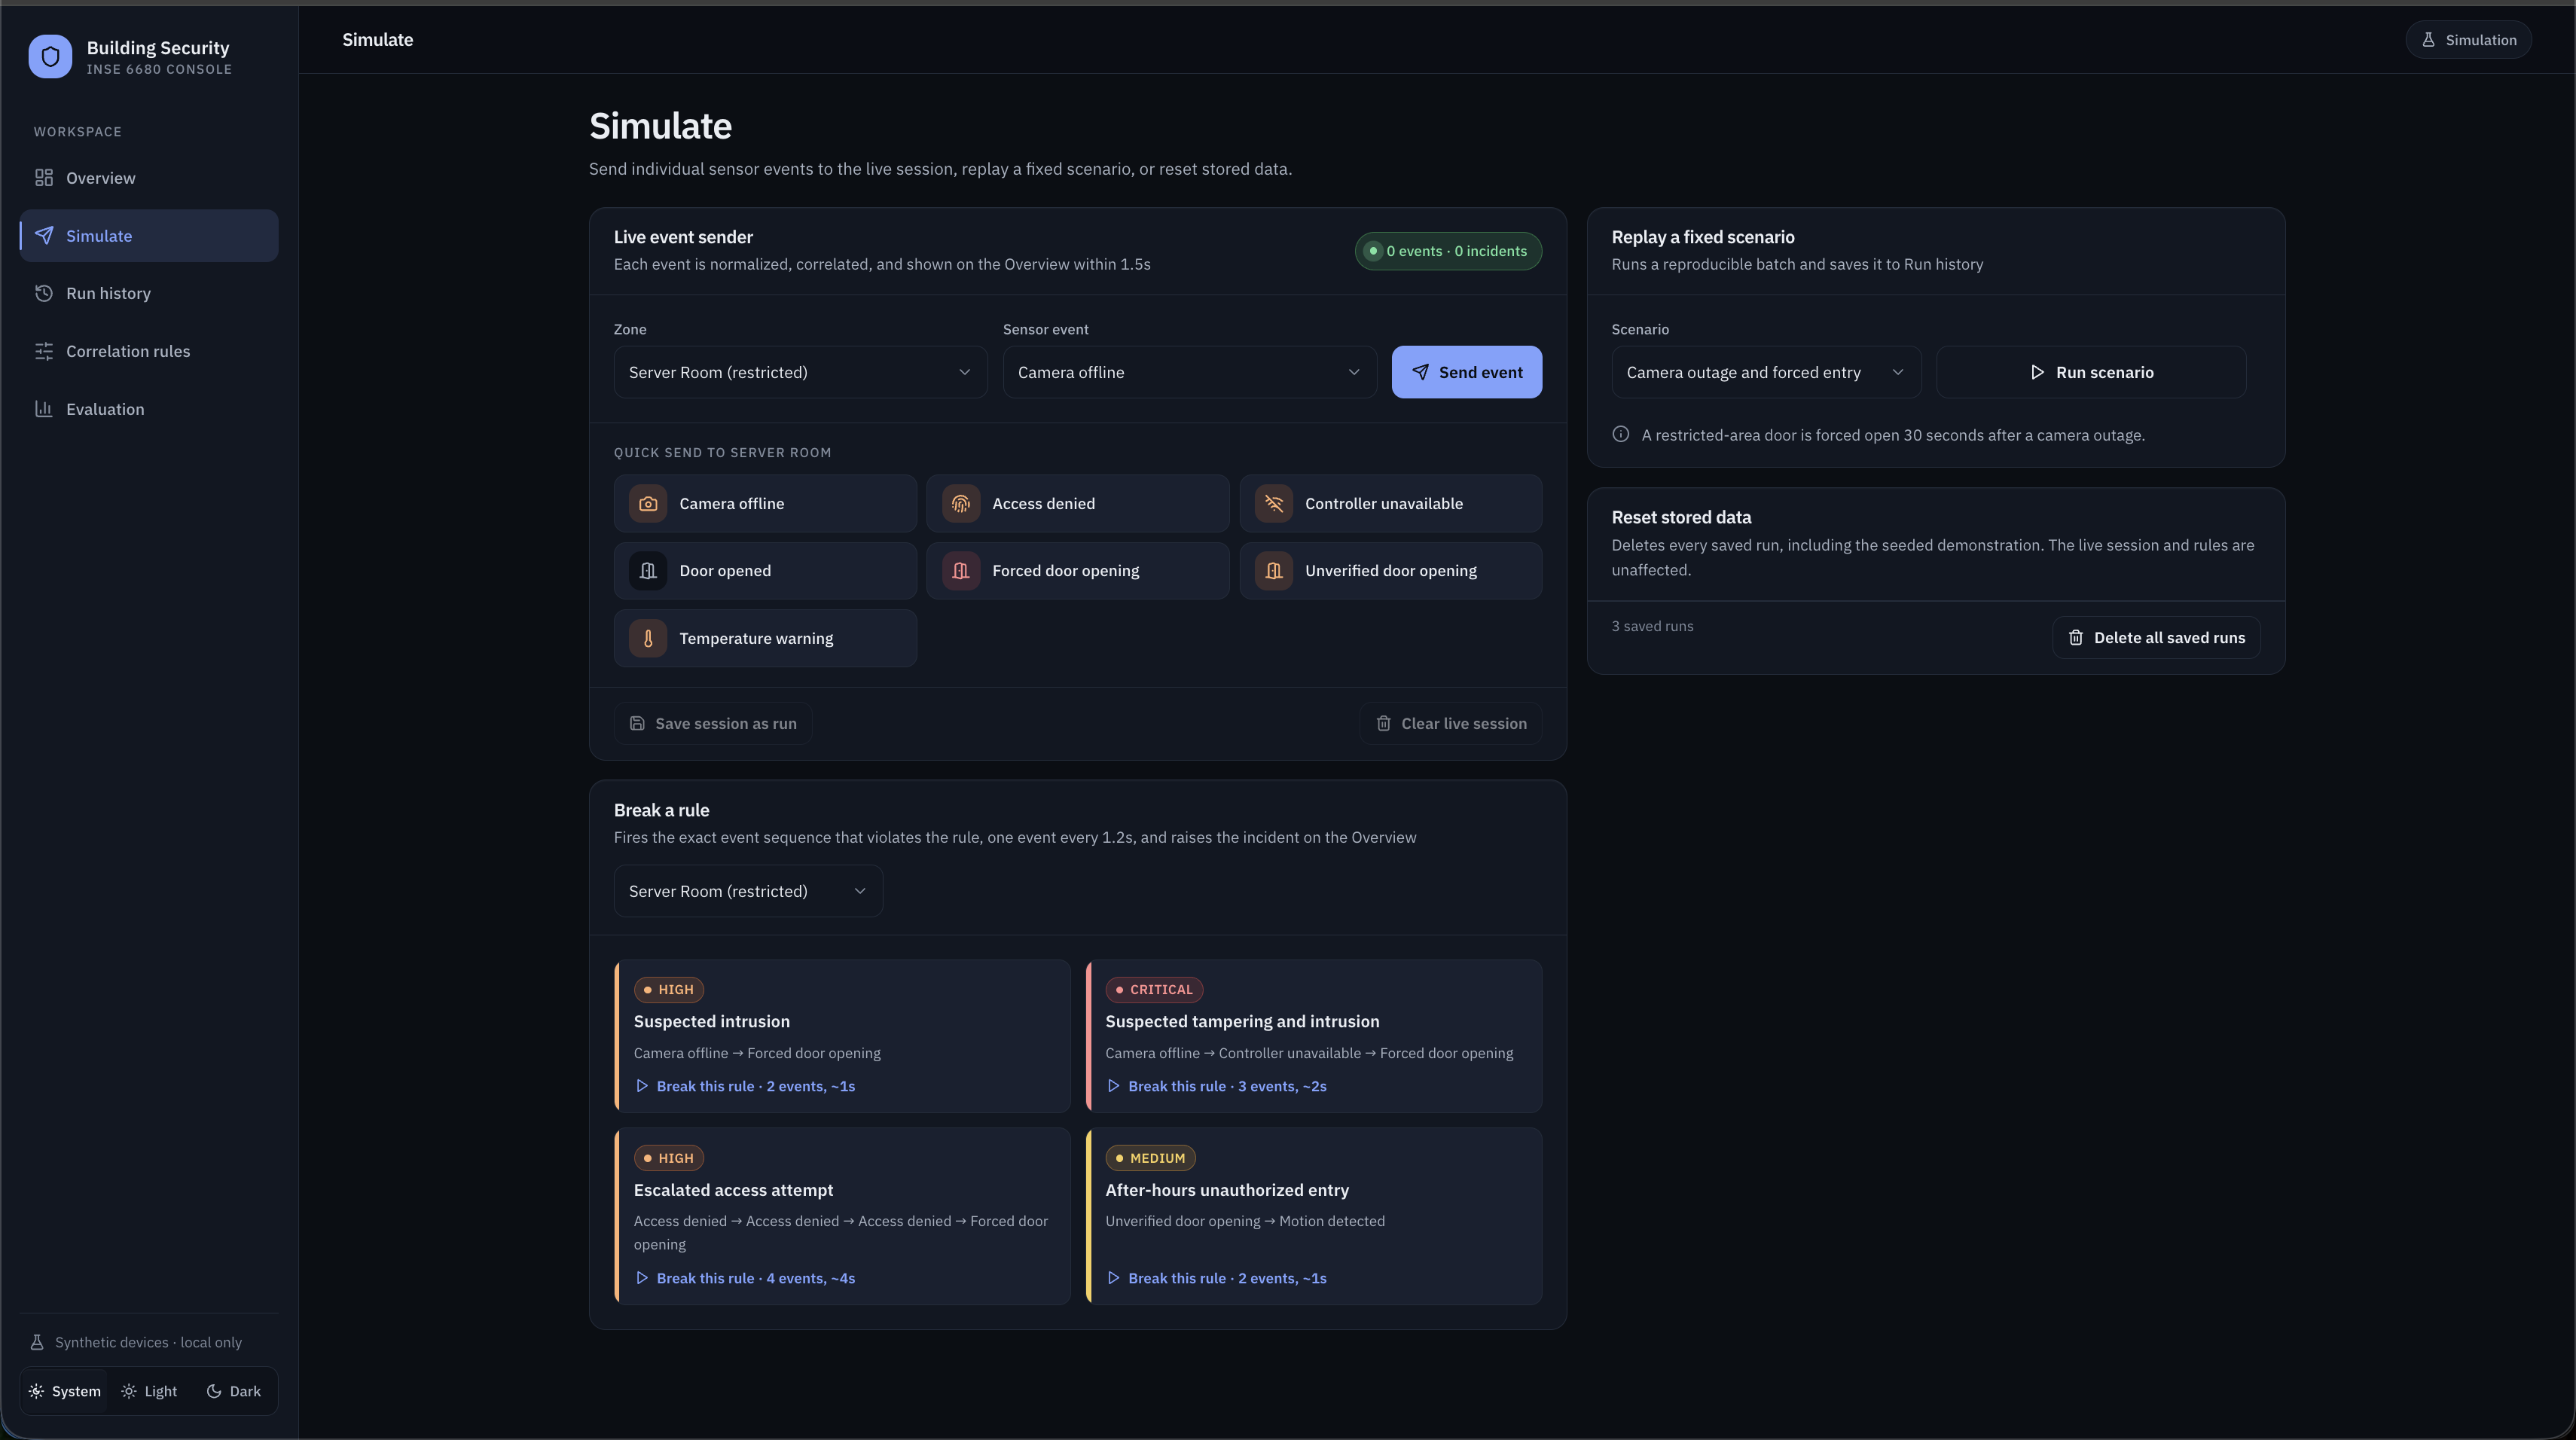 Building Security
INSE 6680 CONSOLE
WORKSPACE
Overview
Simulate
Run history
Correlation rules
Evaluation
Synthetic devices · local only
System
Light
Dark
Simulate
Simulation
Simulate
Send individual sensor events to the live session, replay a fixed scenario, or reset stored data.
Live event sender
Each event is normalized, correlated, and shown on the Overview within 1.5s
0 events · 0 incidents
Zone
Server Room (restricted)
Sensor event
Camera offline
Send event
QUICK SEND TO SERVER ROOM
Camera offline
Access denied
Controller unavailable
Door opened
Forced door opening
Unverified door opening
Temperature warning
Save session as run
Clear live session
Break a rule
Fires the exact event sequence that violates the rule, one event every 1.2s, and raises the incident on the Overview
Server Room (restricted)
HIGH
Suspected intrusion
Camera offline → Forced door opening
Break this rule · 2 events, ~1s
CRITICAL
Suspected tampering and intrusion
Camera offline → Controller unavailable → Forced door opening
Break this rule · 3 events, ~2s
HIGH
Escalated access attempt
Access denied → Access denied → Access denied → Forced door
opening
Break this rule · 4 events, ~4s
MEDIUM
After-hours unauthorized entry
Unverified door opening → Motion detected
Break this rule · 2 events, ~1s
Replay a fixed scenario
Runs a reproducible batch and saves it to Run history
Scenario
Camera outage and forced entry
Run scenario
A restricted-area door is forced open 30 seconds after a camera outage.
Reset stored data
Deletes every saved run, including the seeded demonstration. The live session and rules are
unaffected.
3 saved runs
Delete all saved runs